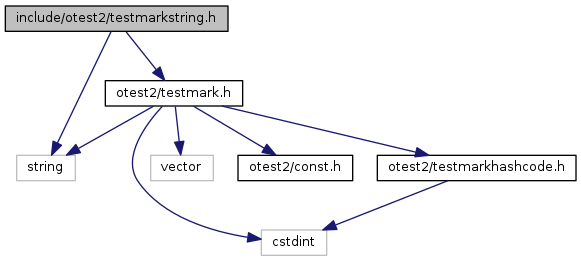 include/otest2/testmarkstring.h
otest2/testmark.h
string
vector
otest2/const.h
otest2/testmarkhashcode.h
cstdint